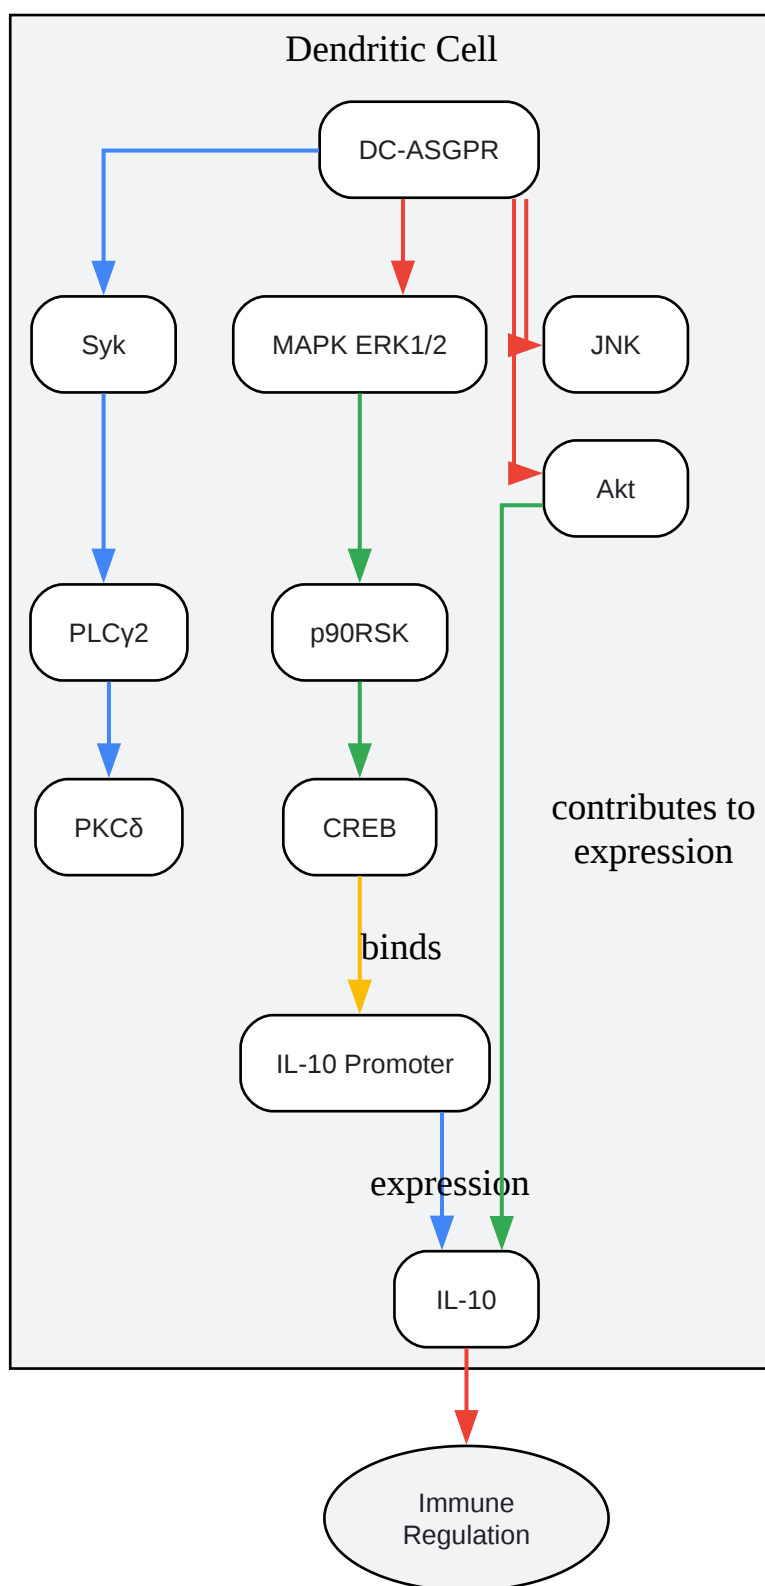 Dendritic Cell
DC-ASGPR
Syk
MAPK ERK1/2
JNK
Akt
PLCγ2
p90RSK
PKCδ
CREB
contributes to
expression
binds
IL-10 Promoter
expression
IL-10
Immune
Regulation